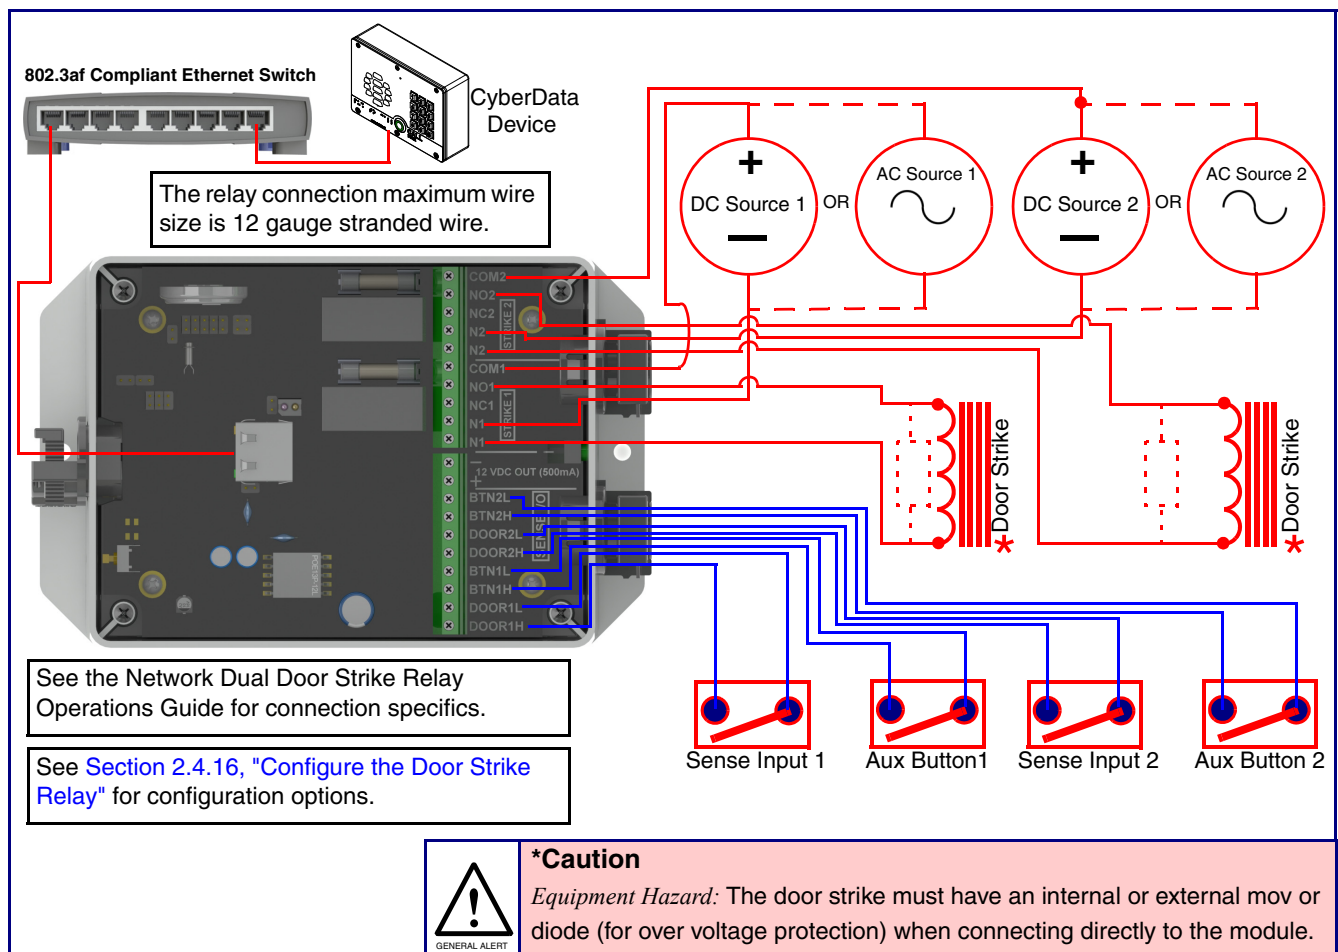 802.3af Compliant Ethernet Switch
CyberData
Device
The relay connection maximum wire
size is 12 gauge stranded wire.
+
DC Source 1
OR
AC Source 1
+
DC Source 2
OR
AC Source 2
COM2
NO2
NC2
N2
N2
STRIKE 2
COM1
NO1
NC1
N1
N1
STRIKE 1
12 VDC OUT (500mA)
+
BTN2L
BTN2H
DOOR2L
DOOR2H
BTN1L
BTN1H
DOOR1L
DOOR1H
*Door Strike
*Door Strike
See the Network Dual Door Strike Relay
Operations Guide for connection specifics.
See Section 2.4.16, "Configure the Door Strike
Relay" for configuration options.
Sense Input 1
Aux Button1
Sense Input 2
Aux Button 2
GENERAL ALERT
*Caution
Equipment Hazard: The door strike must have an internal or external mov or
diode (for over voltage protection) when connecting directly to the module.